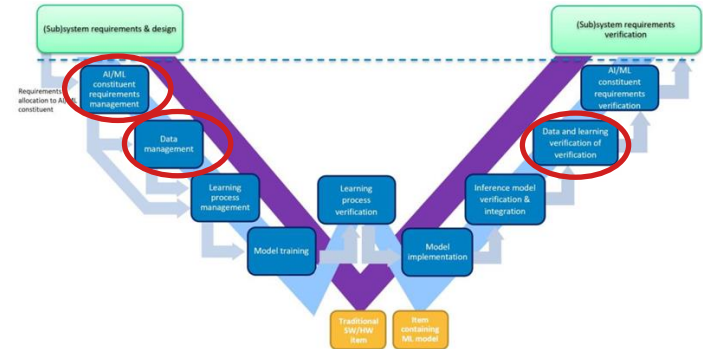 (Sub)system requirements & design
(Sub)system requirements
verification
Requirements
allocation to AI/ML
constituent
AI/ML
constituent
requirements
management
AI/ML
constituent
requirements
verification
Data
management
Data and learning
verification of
verification
Learning
process
management
Learning
process
verification
Inference model
verification &
integration
Model training
Model
implementation
Traditional
SW/HW
item
Item
containing
ML model